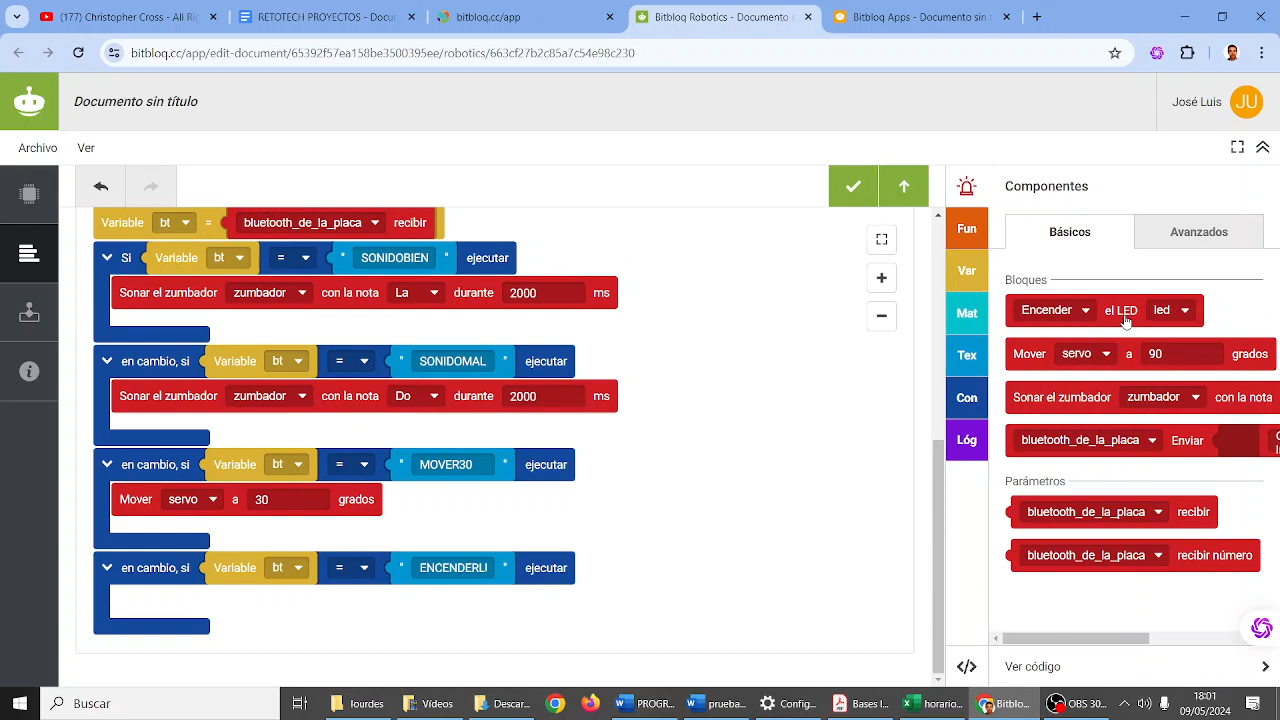 All Christopher's - All Rig
RETOTECH PROYECTOS - Docum
bitbloq.cc/app
Bitbloq Robotics - Documento s
Bitbloq Apps - Documento sin t
bitbloq.cc/app/edit-document/65392f57ea158be3500395ee/robotics/663cf27b2c85a7c54e98c230
Documento sin título
José Luis JU
Archivo Ver
Componentes
Variable bt = bluetooth_de_la_placa recibir
Fun
Básicos Avanzados
Si Variable bt = " SONIDOBIEN " ejecutar
Var
Bloques
Sonar el zumbador zumbador con la nota La durante 2000 ms
Mat
Encender el LED led
en cambio, si Variable bt = " SONIDOMAL " ejecutar
Tex
Mover servo a 90 grados
Sonar el zumbador zumbador con la nota Do durante 2000 ms
Con
Sonar el zumbador zumbador con la nota
Lóg
bluetooth_de_la_placa Enviar
en cambio, si Variable bt = " MOVER30 " ejecutar
Parámetros
Mover servo a 30 grados
bluetooth_de_la_placa recibir
en cambio, si Variable bt = " ENCENDERLI " ejecutar
bluetooth_de_la_placa recibir número
</> Ver código
Buscar
lourdes
Vídeos
Descar...
PROGR...
prueba...
Config...
Bases l...
horario...
Bitblo...
OBS 30...
18:01
09/05/2024